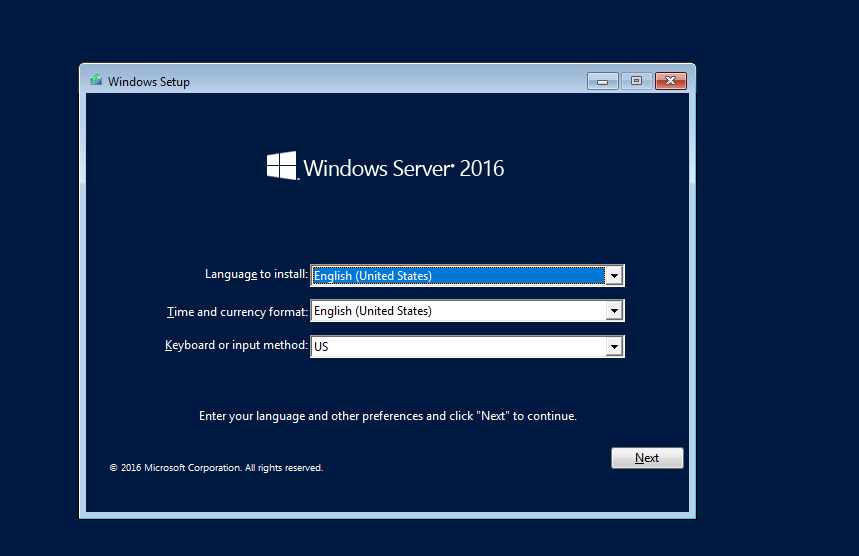 Windows Setup
Windows Server® 2016
Language to install: English (United States)
Time and currency format: English (United States)
Keyboard or input method: US
Enter your language and other preferences and click "Next" to continue.
© 2016 Microsoft Corporation. All rights reserved.
Next